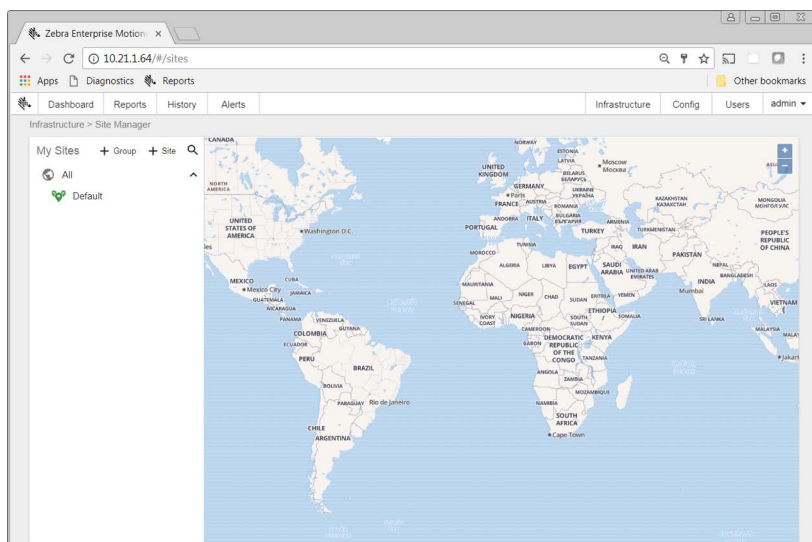 Zebra Enterprise Motion
10.21.1.64/#/sites
Apps Diagnostics Reports Other bookmarks
Dashboard Reports History Alerts Infrastructure Config Users admin
Infrastructure > Site Manager
My Sites + Group + Site
All
Default
+
−
CANADA
NORWAY
ESTONIA
LATVIA
Moscow
Москва
UNITED
KINGDOM
BELARUS
БЕЛАРУСЬ
NORTH
AMERICA
GERMANY
Paris
UKRAINE
УКРАЇНА
KAZAKHSTAN
КАЗАХСТАН
MONGOLIA
МОНГОЛ УЛС
FRANCE
AUSTRIA
ROMANIA
UNITED
STATES OF
AMERICA
Washington D.C.
ANDORRA
ITALY
BULGARIA
БЪЛГАРИЯ
ARMENIA
PORTUGAL
TURKEY
TURKMENISTAN
PEOPLE'S
REPUBLIC
OF CHINA
TUNISIA
MOROCCO
IRAQ
IRAN
PAKISTAN
ALGERIA
LIBYA
EGYPT
SAUDI
ARABIA
UNITED ARAB
EMIRATES
NEPAL
BANGLADESH
MEXICO
Mexico City
CUBA
JAMAICA
MAURITANIA
INDIA
Mumbai
LAOS
GUATEMALA
NICARAGUA
SENEGAL
MALI
NIGER
CHAD
SUDAN
ERITREA
YEMEN
VIETNAM
PANAMA
VENEZUELA
GUYANA
IVORY
COAST
NIGERIA
SOUTH
SUDAN
ETHIOPIA
SOMALIA
SRI LANKA
COLOMBIA
CAMEROON
MALAYSIA
ECUADOR
GABON
DEMOCRATIC
REPUBLIC
OF THE
CONGO
KENYA
TANZANIA
PERU
BRAZIL
ANGOLA
ZAMBIA
BOLIVIA
MOZAMBIQUE
PARAGUAY
Rio de Janeiro
NAMIBIA
SOUTH
AFRICA
CHILE
ARGENTINA
Cape Town